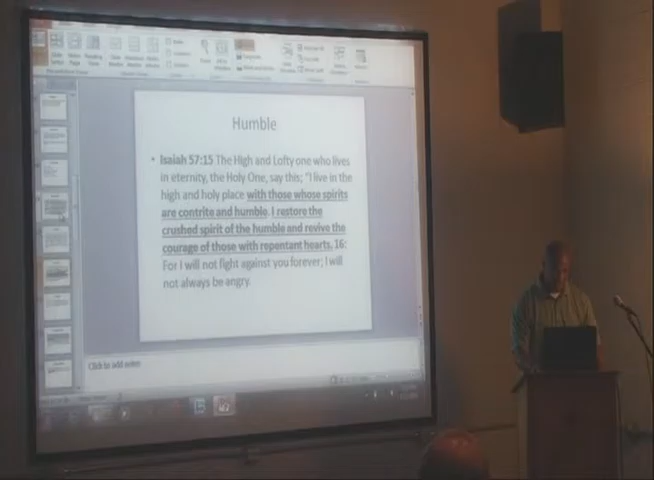 Humble
• Isaiah 57:15 The High and Lofty one who lives
in eternity, the Holy One, say this; "I live in the
high and holy place with those whose spirits
are contrite and humble. I restore the
crushed spirit of the humble and revive the
courage of those with repentant hearts. 16:
For I will not fight against you forever; I will
not always be angry.
Click to add notes